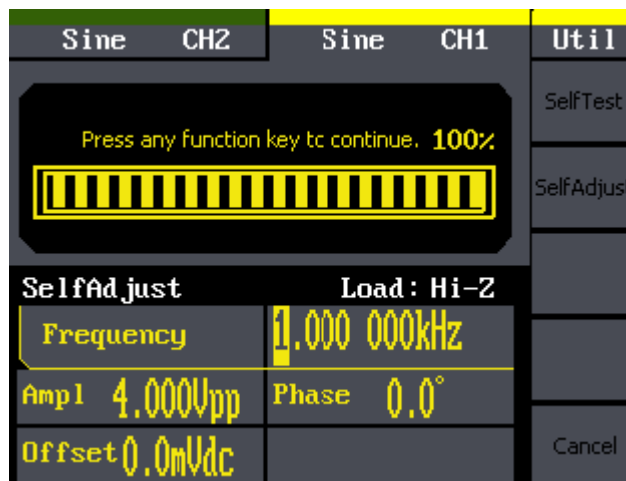 Sine CH2 Sine CH1 Util
SelfTest
Press any function key tc continue. 100%
SelfAdjus
SelfAdjust Load: Hi-Z
Frequency 1.000 000kHz
Ampl 4.000Vpp Phase 0.0°
Offset 0.0mVdc
Cancel